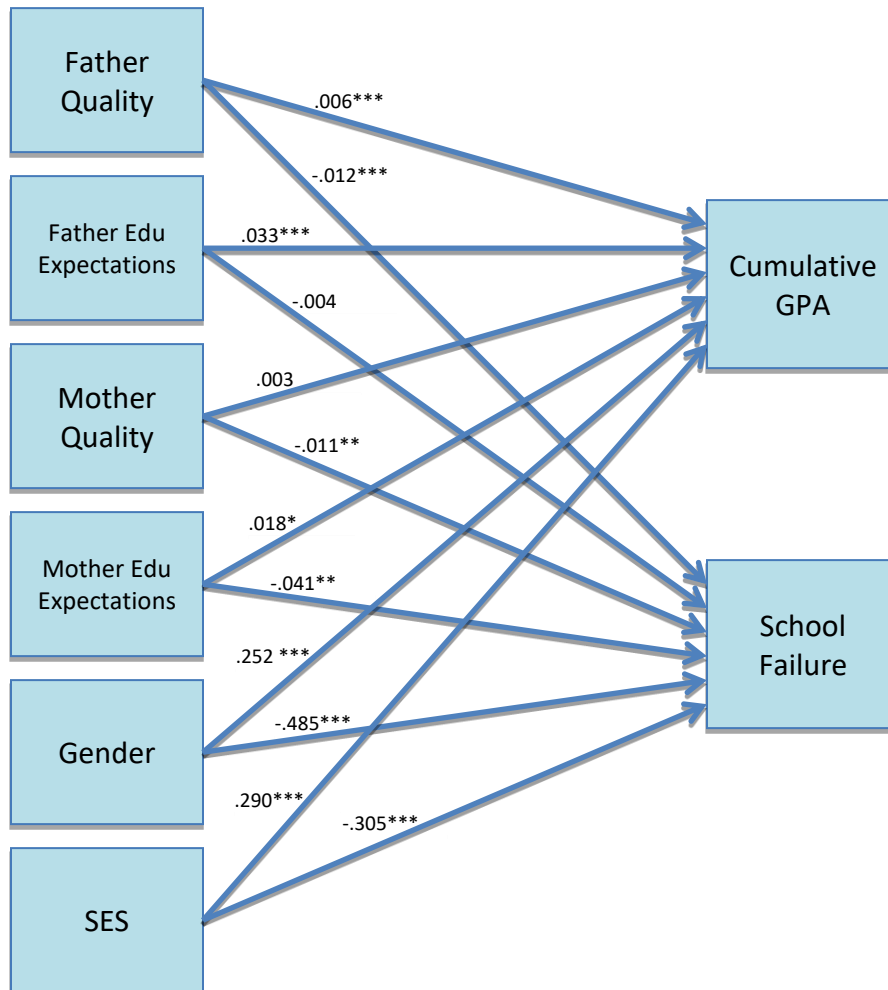 Father
Quality
.006***
-.012***
Father Edu
Expectations
.033***
-.004
Cumulative
GPA
Mother
Quality
.003
-.011**
Mother Edu
Expectations
.018*
-.041**
School
Failure
Gender
.252 ***
-.485***
SES
.290***
-.305***